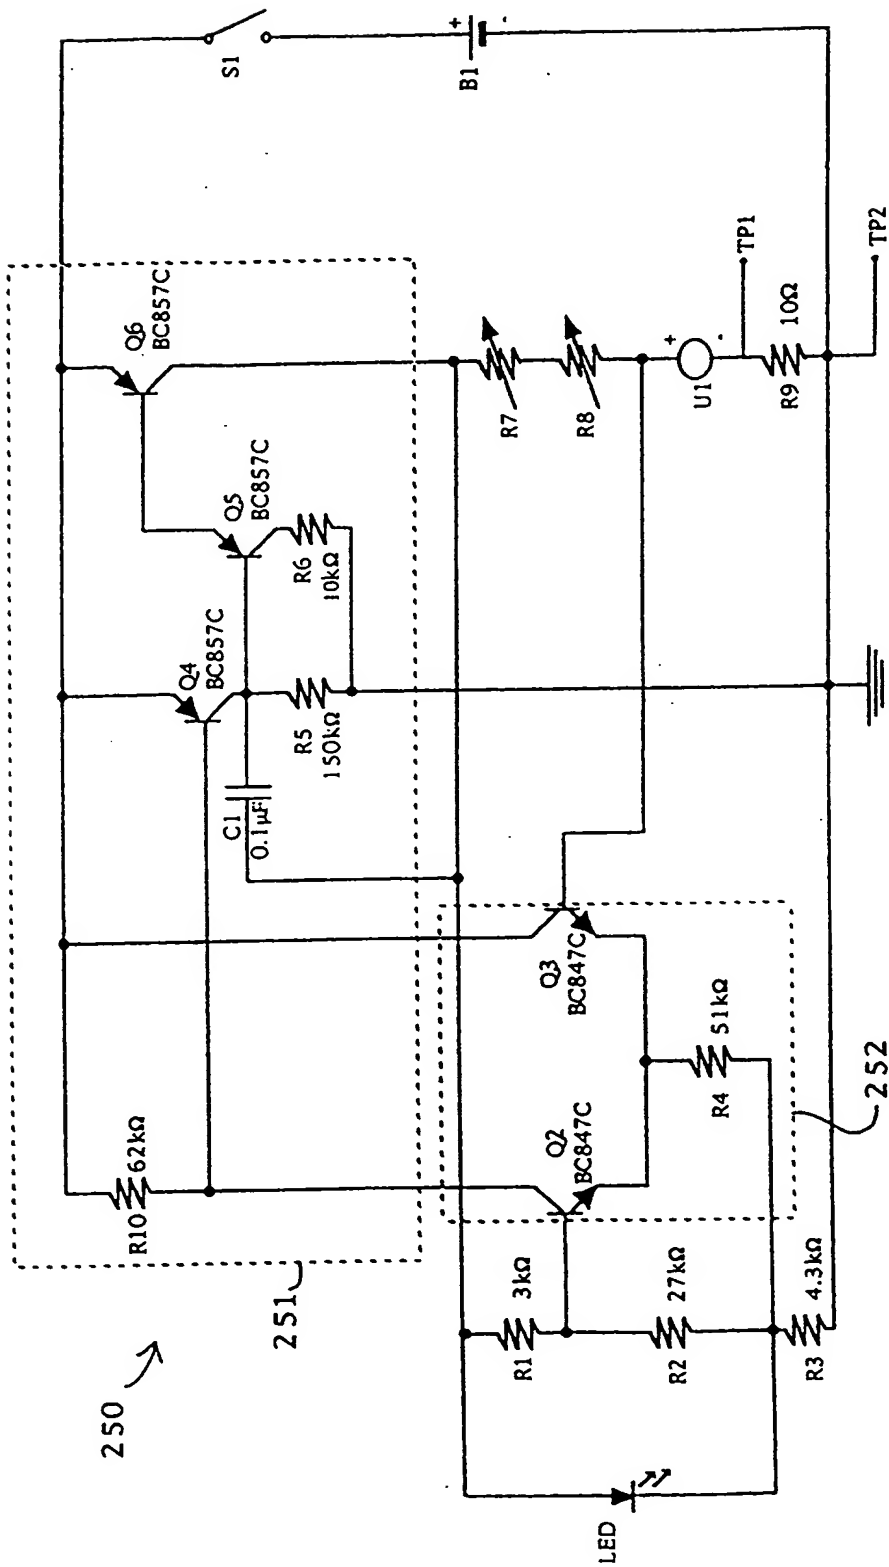 250
251
252
R10 62kΩ
Q4
BC857C
Q5
BC857C
Q6
BC857C
C1
0.1µF
R5
150kΩ
R6
10kΩ
S1
B1
+
Q2
BC847C
Q3
BC847C
R4 51kΩ
R1 3kΩ
R2 27kΩ
R3 4.3kΩ
LED
R7
R8
+
U1
R9 10Ω
TP1
TP2